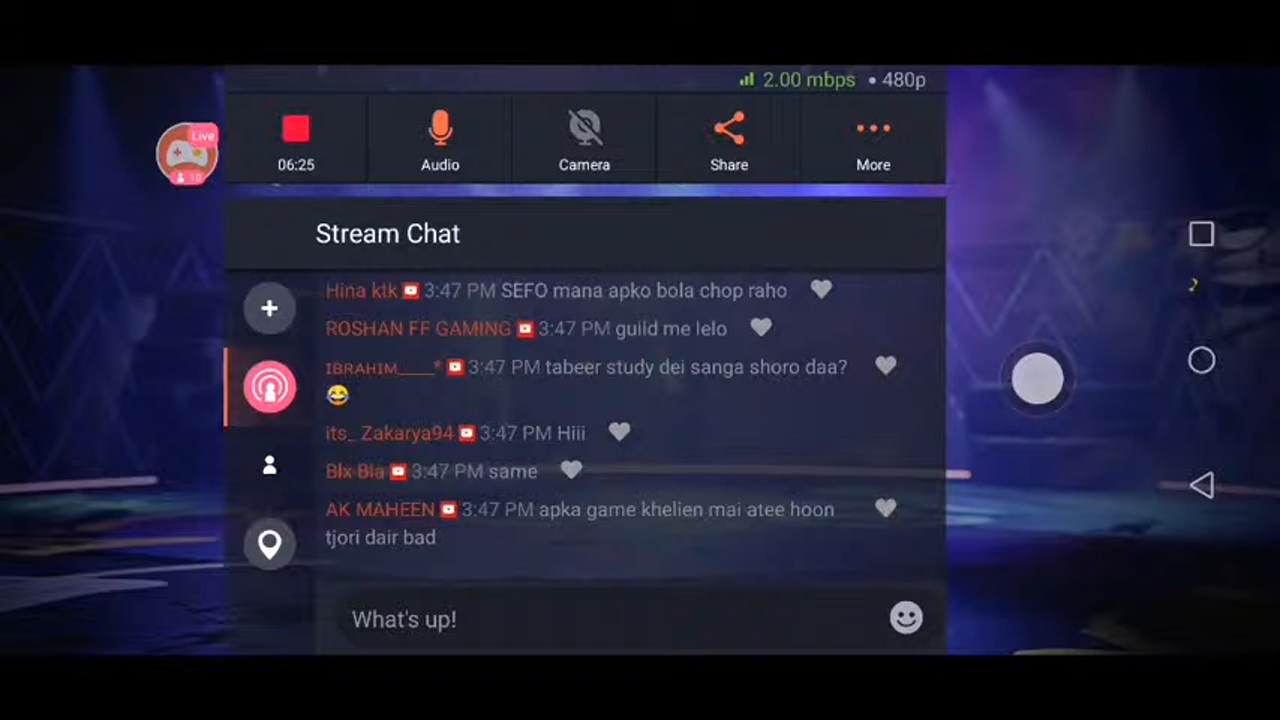 2.00 mbps • 480p
Live
10
06:25
Audio
Camera
Share
More
Stream Chat
Hina ktk 3:47 PM SEFO mana apko bola chop raho
ROSHAN FF GAMING 3:47 PM guild me lelo
IBRAHIM____* 3:47 PM tabeer study dei sanga shoro daa?
😂
its_ Zakarya94 3:47 PM Hiii
Blx Bla 3:47 PM same
AK MAHEEN 3:47 PM apka game khelien mai atee hoon
tjori dair bad
What's up!